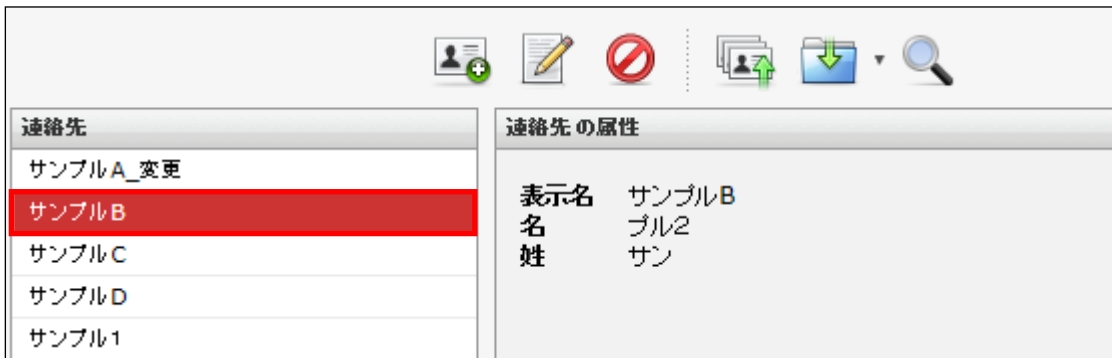 連絡先
サンプルA_変更
サンプルB
サンプルC
サンプルD
サンプル1
連絡先の属性
表示名 サンプルB
名 プル2
姓 サン